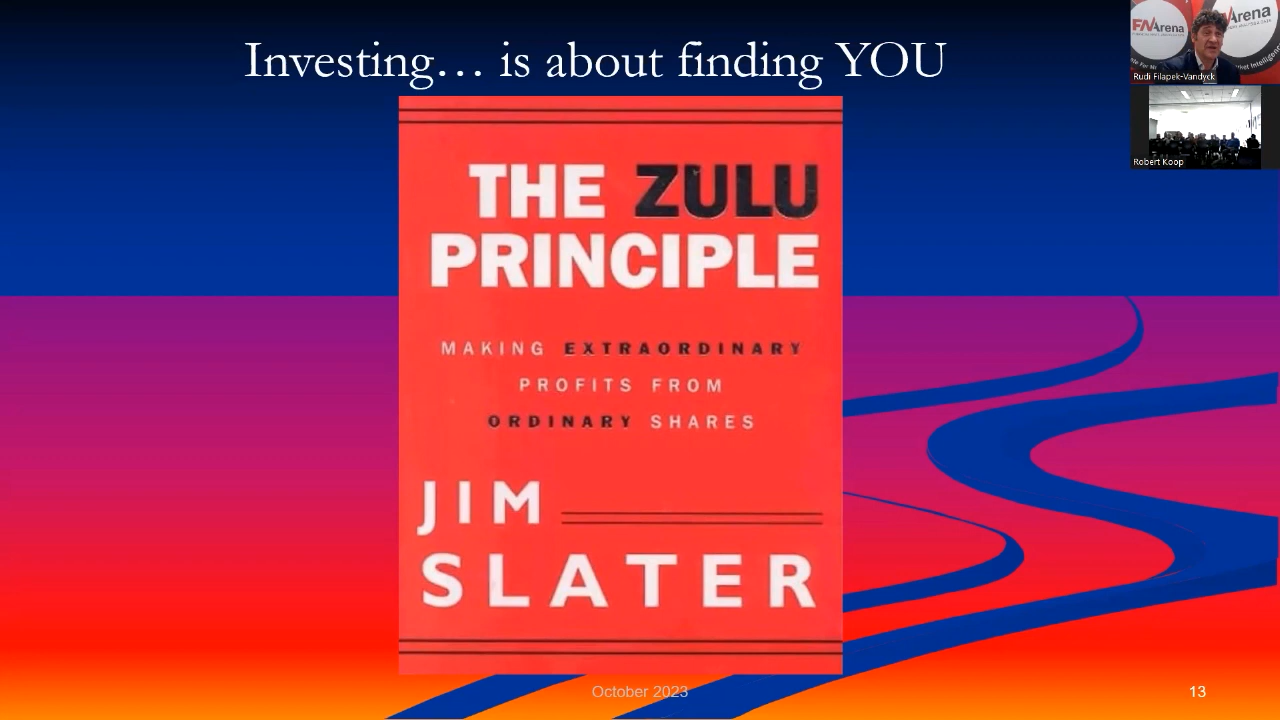 Investing… is about finding YOU
THE ZULU
PRINCIPLE
MAKING EXTRAORDINARY
PROFITS FROM
ORDINARY SHARES
JIM
SLATER
October 2023
13
FNArena
Arena
Rudi Filapek-Vandyck
Robert Koop